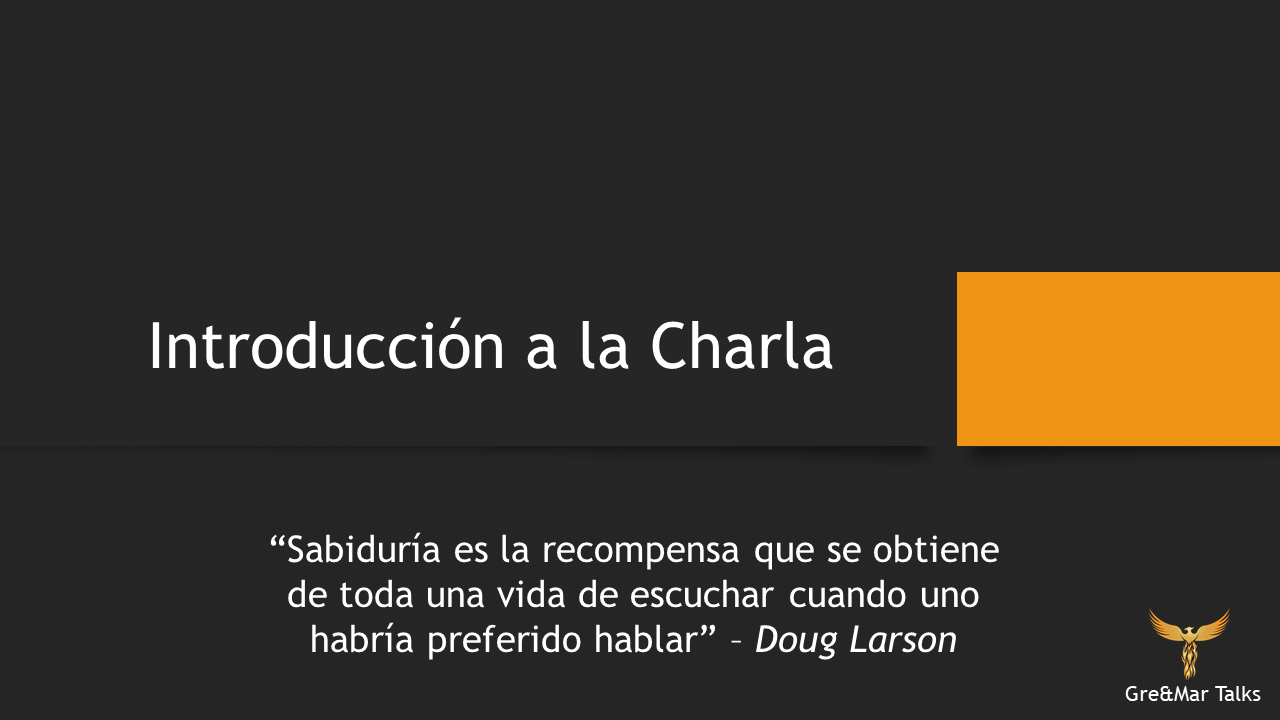 Introducción a la Charla
“Sabiduría es la recompensa que se obtiene
de toda una vida de escuchar cuando uno
habría preferido hablar” – Doug Larson
Gre&Mar Talks